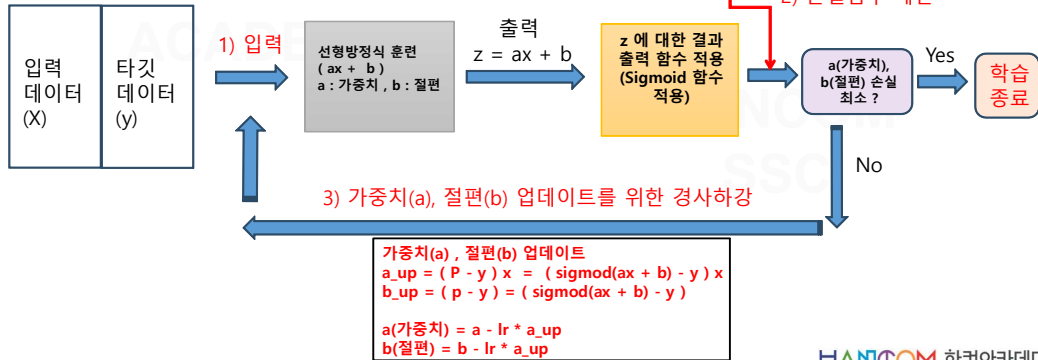 1) 입력
출력
z = ax + b
입력
데이터
(X)
타깃
데이터
(y)
선형방정식 훈련
( ax + b )
a : 가중치 , b : 절편
z 에 대한 결과
출력 함수 적용
(Sigmoid 함수
적용)
a(가중치),
b(절편) 손실
최소 ?
Yes
학습
종료
No
3) 가중치(a), 절편(b) 업데이트를 위한 경사하강
가중치(a) , 절편(b) 업데이트
a_up = ( P - y ) x = ( sigmod(ax + b) - y ) x
b_up = ( p - y ) = ( sigmod(ax + b) - y )
a(가중치) = a - lr * a_up
b(절편) = b - lr * b_up